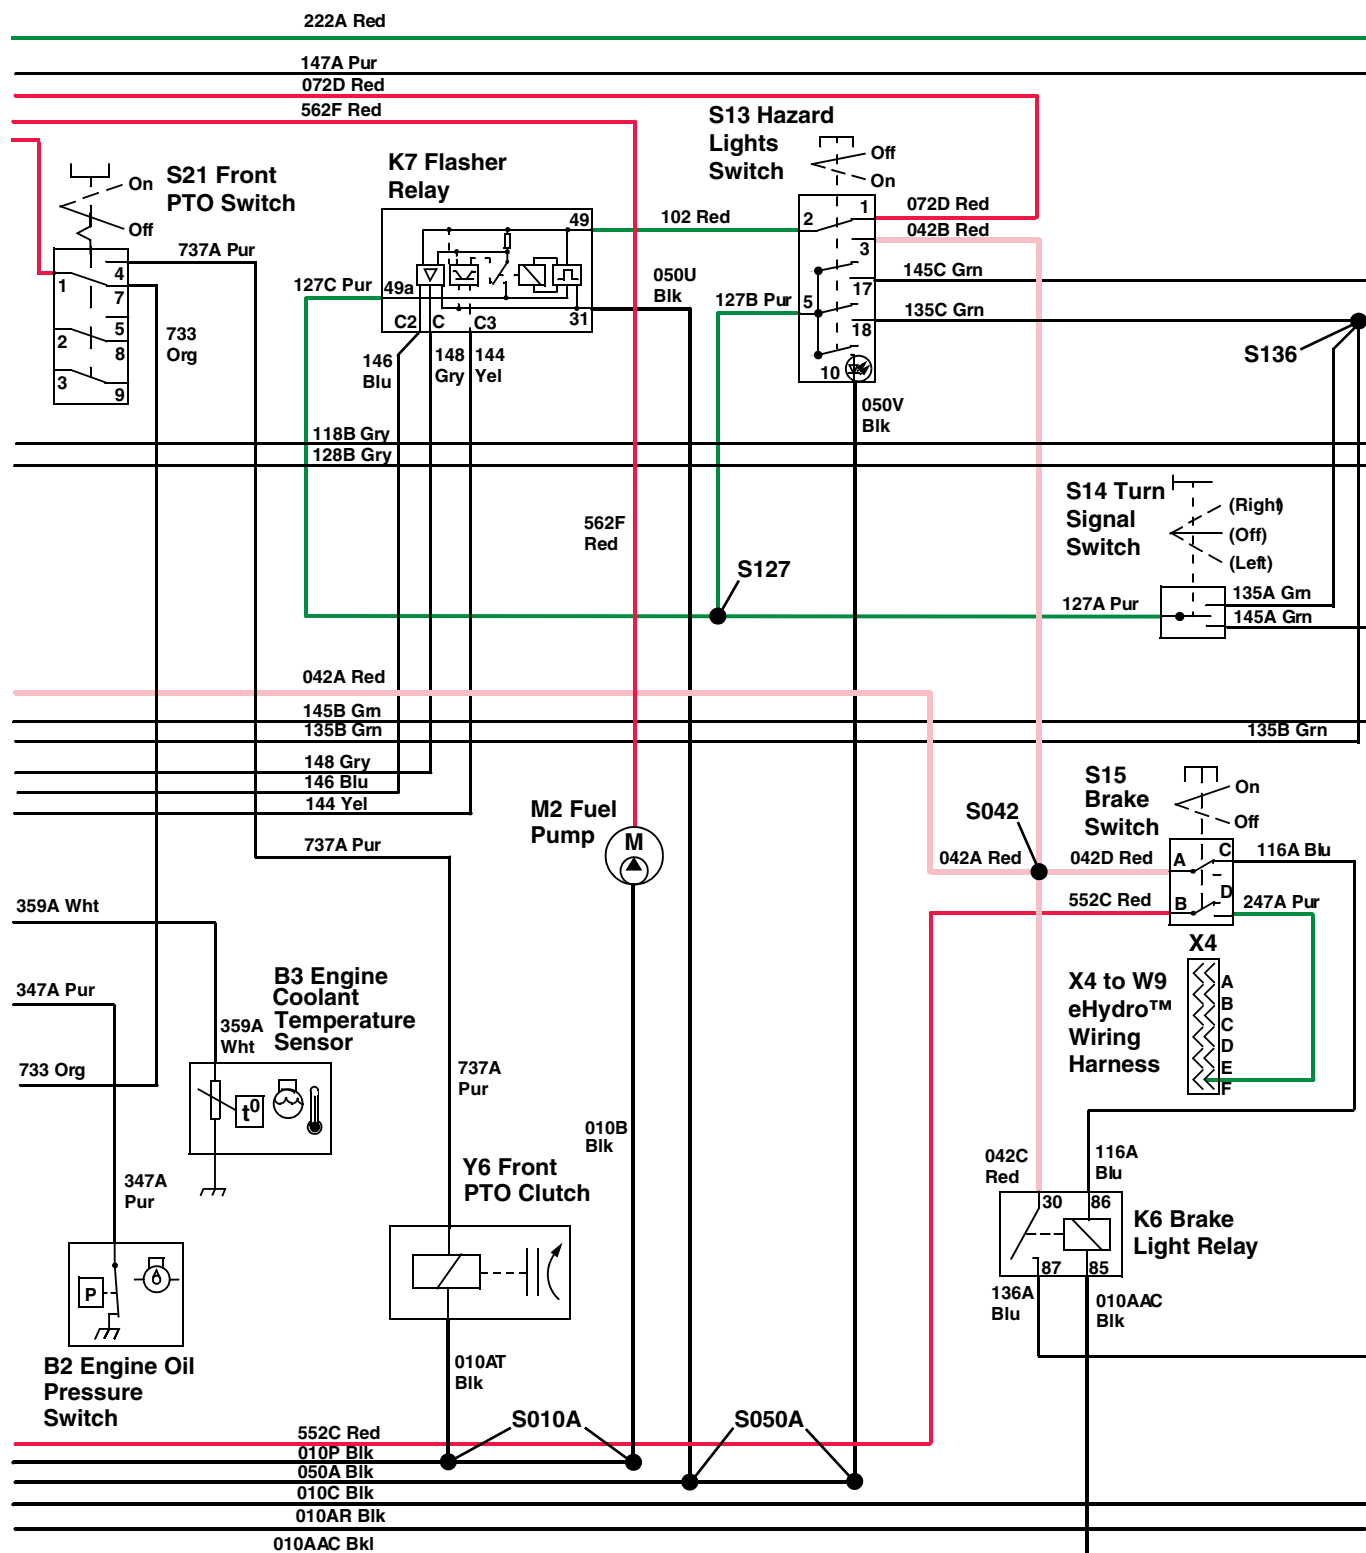 222A Red
147A Pur
072D Red
562F Red
S13 Hazard
Lights
Switch
Off
On
K7 Flasher
Relay
S21 Front
PTO Switch
On
Off
737A Pur
1
4
7
5
2
8
3
9
733
Org
49
49a
31
C2
C
C3
127C Pur
102 Red
050U
Blk
127B Pur
146
Blu
148
Gry
144
Yel
2
1
3
17
5
18
10
072D Red
042B Red
145C Grn
135C Grn
S136
050V
Blk
118B Gry
128B Gry
S14 Turn
Signal
Switch
(Right)
(Off)
(Left)
562F
Red
S127
127A Pur
135A Grn
145A Grn
042A Red
145B Grn
135B Grn
135B Grn
148 Gry
146 Blu
144 Yel
M2 Fuel
Pump
M
S15
Brake
Switch
On
Off
S042
737A Pur
042A Red
042D Red
A
C
116A Blu
552C Red
B
D
247A Pur
359A Wht
X4
347A Pur
B3 Engine
Coolant
Temperature
Sensor
X4 to W9
eHydro™
Wiring
Harness
A
B
C
D
E
F
359A
Wht
733 Org
737A
Pur
t0
010B
Blk
347A
Pur
Y6 Front
PTO Clutch
042C
Red
116A
Blu
30
86
87
85
K6 Brake
Light Relay
P
136A
Blu
010AAC
Blk
B2 Engine Oil
Pressure
Switch
010AT
Blk
S010A
S050A
552C Red
010P Blk
050A Blk
010C Blk
010AR Blk
010AAC Bkl